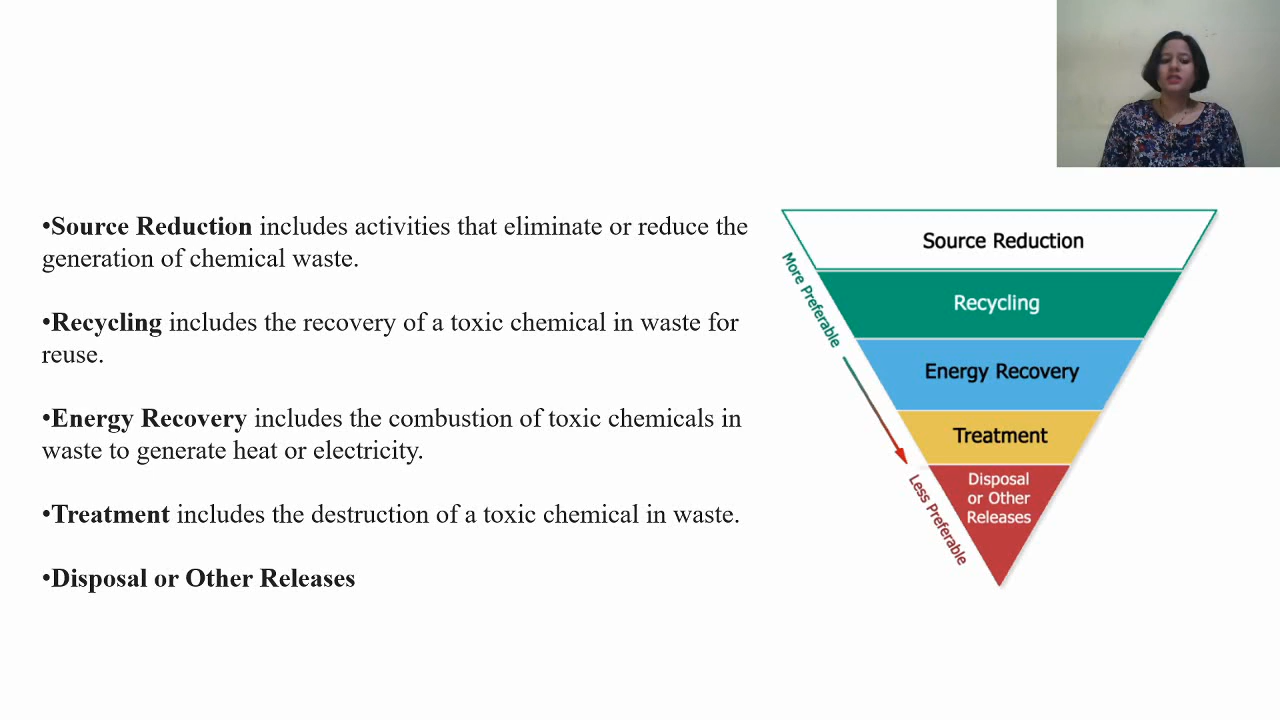 •Source Reduction includes activities that eliminate or reduce the
generation of chemical waste.
•Recycling includes the recovery of a toxic chemical in waste for
reuse.
•Energy Recovery includes the combustion of toxic chemicals in
waste to generate heat or electricity.
•Treatment includes the destruction of a toxic chemical in waste.
•Disposal or Other Releases
Source Reduction
Recycling
Energy Recovery
Treatment
Disposal
or Other
Releases
More Preferable
Less Preferable